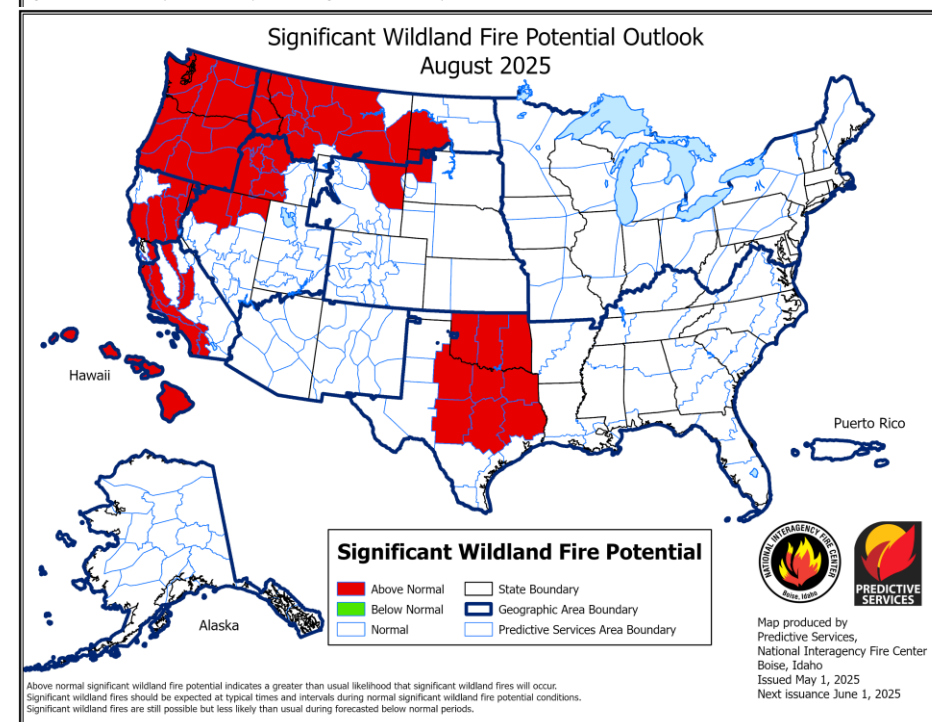 Significant Wildland Fire Potential Outlook
August 2025
Hawaii
Puerto Rico
Alaska
Significant Wildland Fire Potential
Above Normal
State Boundary
Below Normal
Geographic Area Boundary
Normal
Predictive Services Area Boundary
NATIONAL INTERAGENCY FIRE CENTER
Boise, Idaho
PREDICTIVE
SERVICES
Map produced by
Predictive Services,
National Interagency Fire Center
Boise, Idaho
Issued May 1, 2025
Next issuance June 1, 2025
Above normal significant wildland fire potential indicates a greater than usual likelihood that significant wildland fires will occur.
Significant wildland fires should be expected at typical times and intervals during normal significant wildland fire potential conditions.
Significant wildland fires are still possible but less likely than usual during forecasted below normal periods.